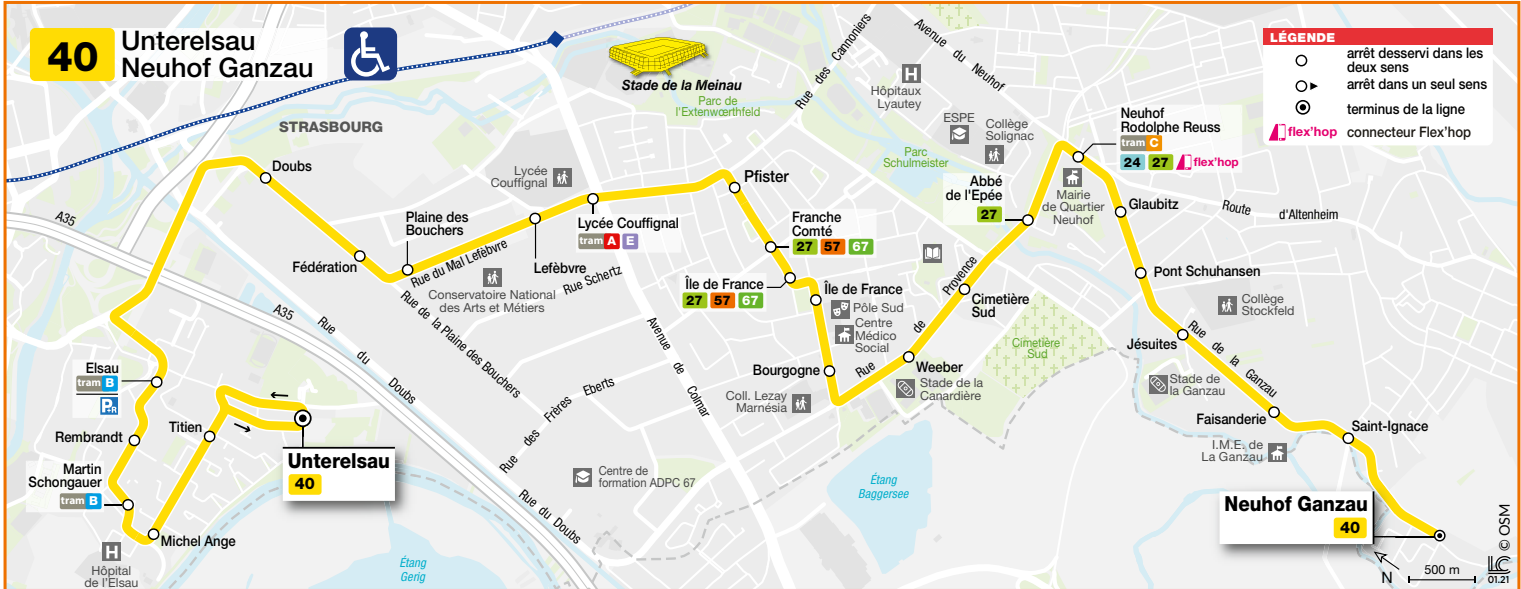 40
Unterelsau
Neuhof Ganzau
Stade de la Meinau
Parc de
l'Extenwœrthfeld
STRASBOURG
Rue des Cannoniers
Avenue du Neuhof
Hôpitaux
Lyautey
ESPE
Collège
Solignac
Parc
Schulmeister
LÉGENDE
arrêt desservi dans les
deux sens
arrêt dans un seul sens
terminus de la ligne
flex'hop
connecteur Flex'hop
Neuhof
Rodolphe Reuss
tram C
24 27 flex'hop
Doubs
Lycée
Couffignal
Pfister
Abbé
de l'Epée
27
Mairie
de Quartier
Neuhof
Glaubitz
Route d'Altenheim
A35
Plaine des
Bouchers
Lycée Couffignal
tram A E
Franche
Comté
27 57 67
Fédération
Rue du Mal Lefèbvre
Lefèbvre
Rue Schertz
Conservatoire National
des Arts et Métiers
Île de France
27 57 67
Île de France
Pôle Sud
Centre
Médico
Social
Cimetière
Sud
Pont Schuhansen
Collège
Stockfeld
A35
Rue du Doubs
Rue de la Plaine des Bouchers
Avenue de Colmar
Rue de Provence
Cimetière
Sud
Jésuites
Rue de la Ganzau
Elsau
tram B
P+R
Bourgogne
Weeber
Stade de la
Canardière
Coll. Lezay
Marnésia
Stade de
la Ganzau
Rue des Frères Eberts
Faisanderie
Saint-Ignace
I.M.E. de
La Ganzau
Rembrandt
Titien
Martin
Schongauer
tram B
Unterelsau
40
Centre de
formation ADPC 67
Rue du Doubs
Étang
Baggersee
Neuhof Ganzau
40
Michel Ange
Hôpital
de l'Elsau
Étang
Gerig
N
500 m
© OSM
01.21